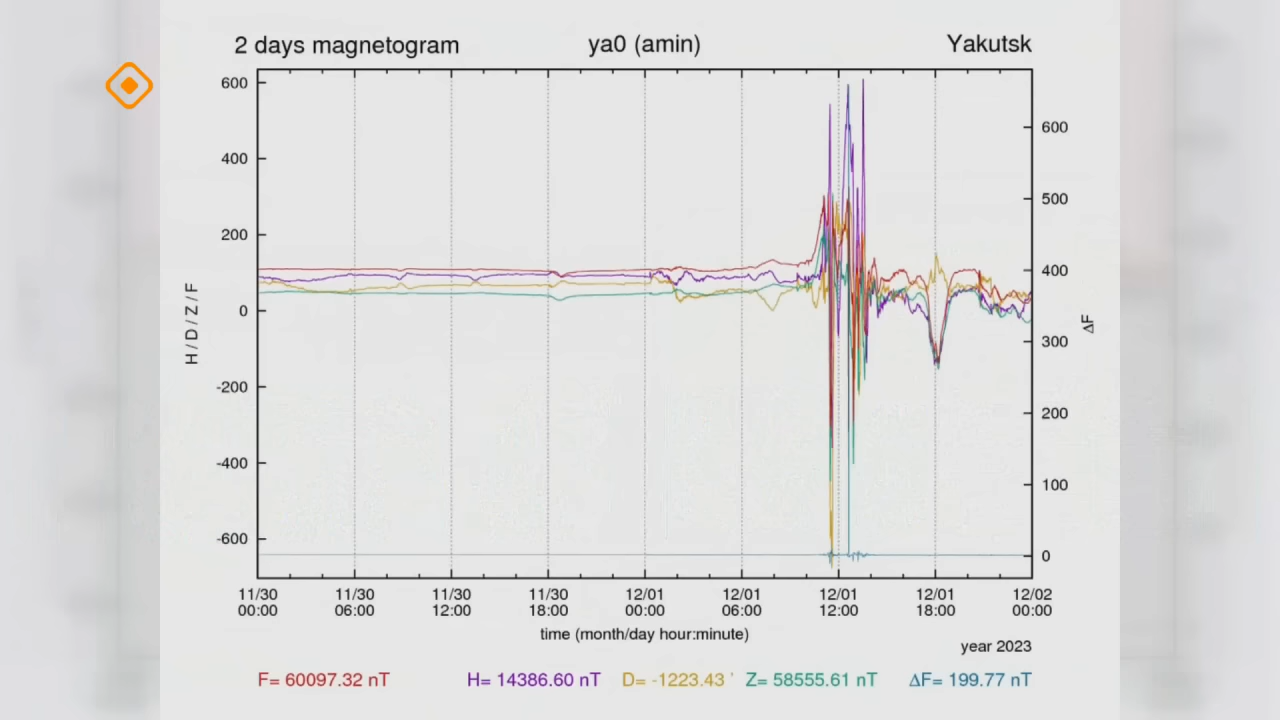 2 days magnetogram ya0 (amin) Yakutsk
600
400
200
0
-200
-400
-600
H / D / Z / F
600
500
400
300
200
100
0
ΔF
11/30 11/30 11/30 11/30 12/01 12/01 12/01 12/01 12/02
00:00 06:00 12:00 18:00 00:00 06:00 12:00 18:00 00:00
time (month/day hour:minute)
year 2023
F= 60097.32 nT H= 14386.60 nT D= -1223.43 ' Z= 58555.61 nT ΔF= 199.77 nT